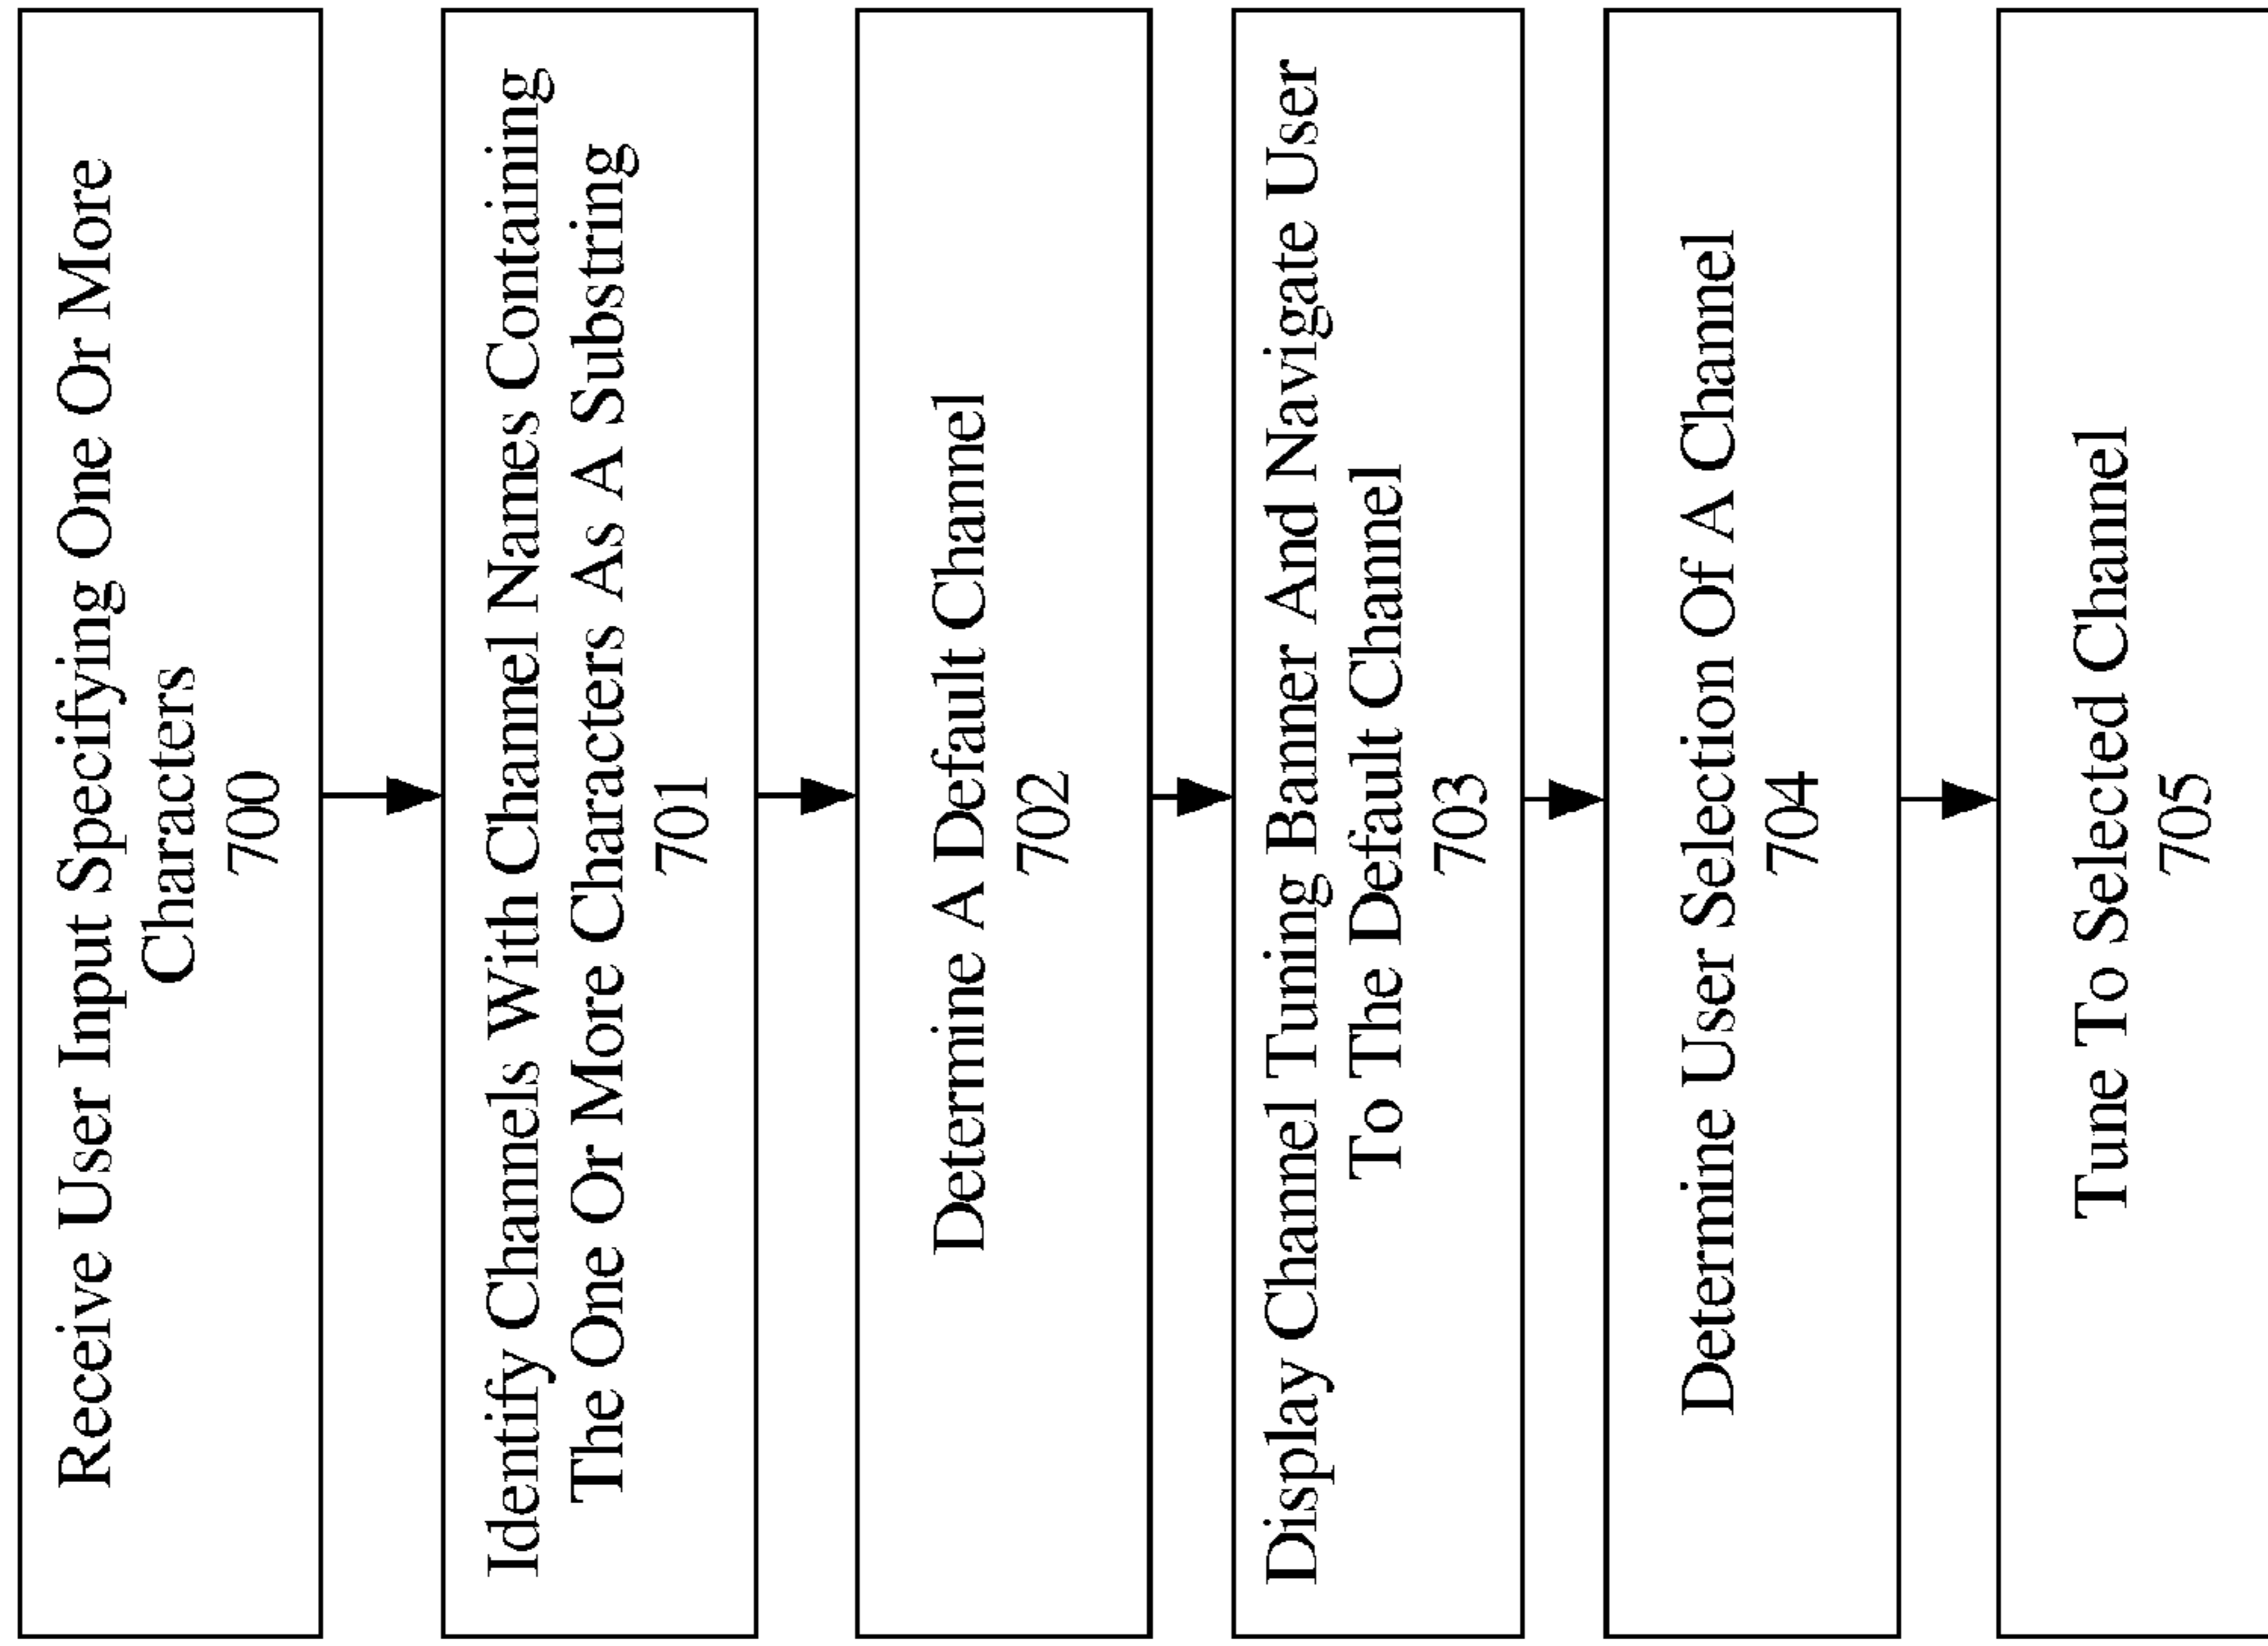 Receive User Input Specifying One Or More
Characters
700
Identify Channels With Channel Names Containing
The One Or More Characters As A Substring
701
Determine A Default Channel
702
Display Channel Tuning Banner And Navigate User
To The Default Channel
703
Determine User Selection Of A Channel
704
Tune To Selected Channel
705